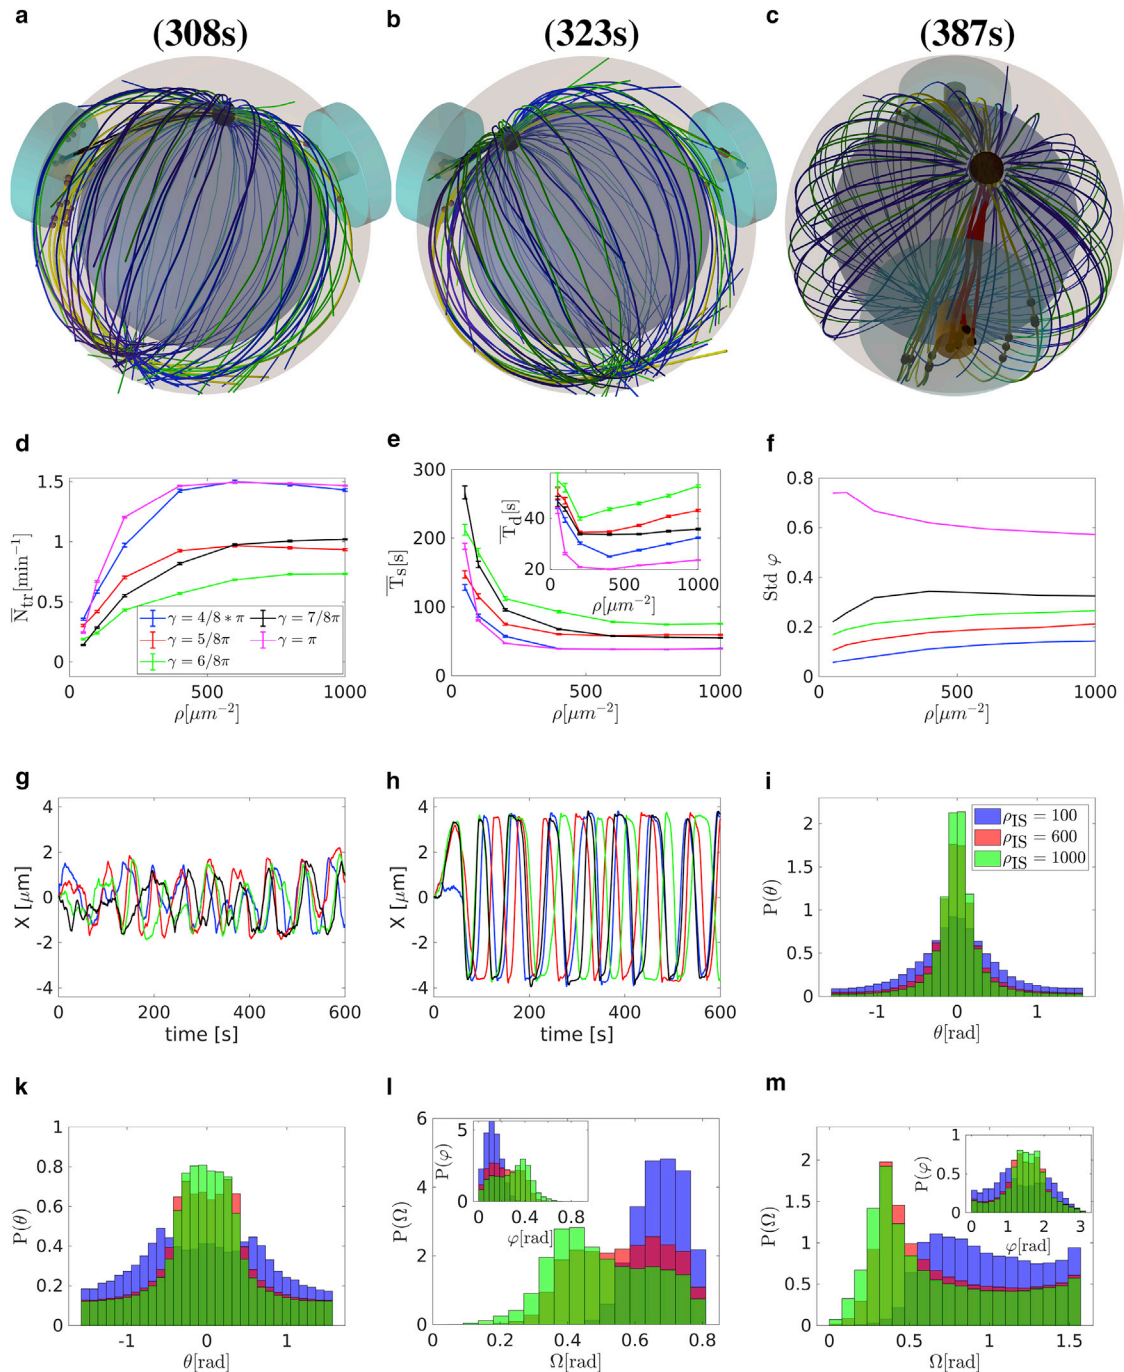 a
b
c
(308s)
(323s)
(387s)
d
e
f
N̅tr[min⁻¹]
1.5
1
0.5
0
γ = 4/8 * π
γ = 5/8π
γ = 6/8π
γ = 7/8π
γ = π
0
500
1000
ρ[μm⁻²]
T̅s[s]
300
250
200
150
100
50
0
0
500
1000
ρ[μm⁻²]
T̅d[s]
40
20
0
500
1000
ρ[μm⁻²]
Std φ
0.8
0.6
0.4
0.2
0
0
500
1000
ρ[μm⁻²]
g
h
i
X [μm]
4
2
0
-2
-4
0
200
400
600
time [s]
X [μm]
4
2
0
-2
-4
0
200
400
600
time [s]
P(θ)
2
1.5
1
0.5
0
ρIS = 100
ρIS = 600
ρIS = 1000
-1
0
1
θ[rad]
k
l
m
P(θ)
1
0.8
0.6
0.4
0.2
0
-1
0
1
θ[rad]
P(Ω)
6
4
2
0
0
0.2
0.4
0.6
0.8
Ω[rad]
P(φ)
5
0
0
0.4
0.8
φ[rad]
P(Ω)
2
1.5
1
0.5
0
0
0.5
1
1.5
Ω[rad]
P(φ)
1
0.5
0
0
1
2
3
φ[rad]